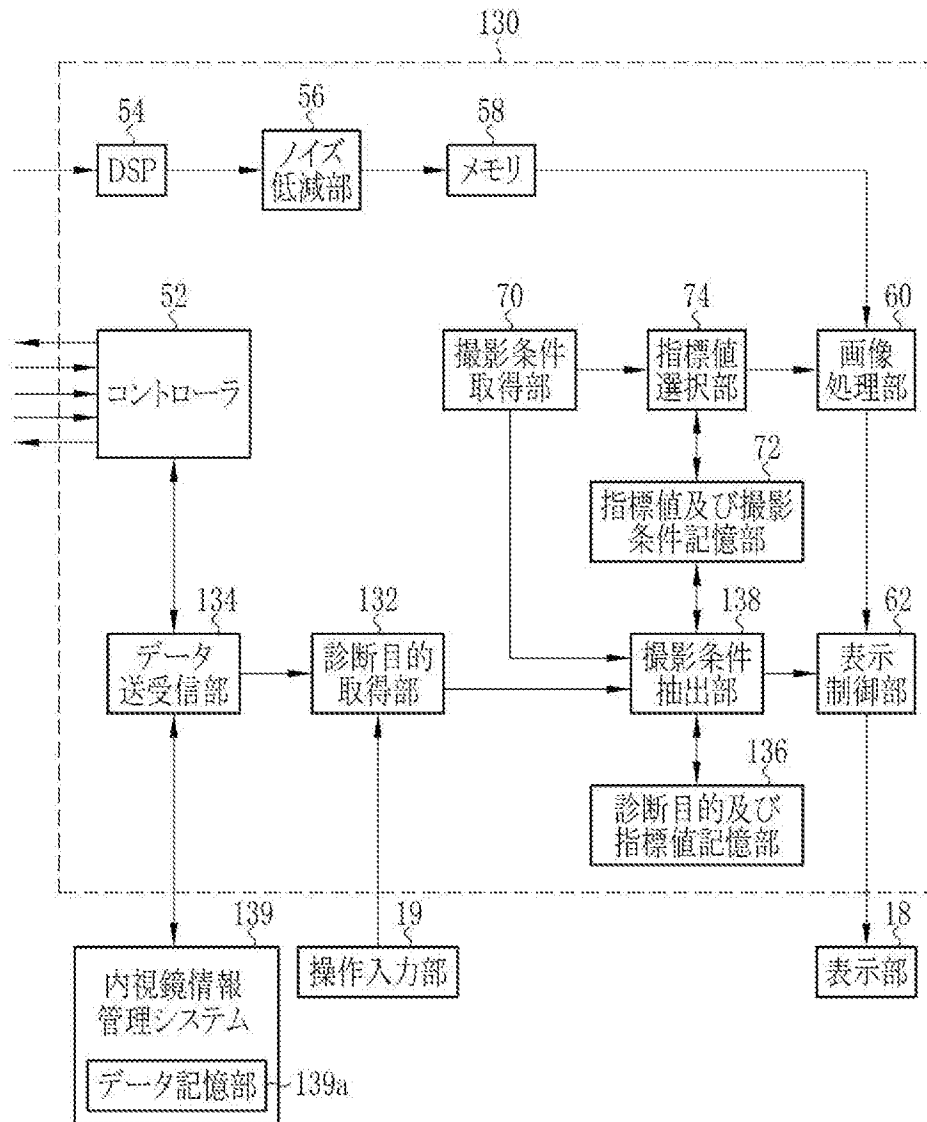 130
54
56
58
DSP
ノイズ
低減部
メモリ
52
70
74
60
コントローラ
撮影条件
取得部
指標値
選択部
画像
処理部
72
指標値及び撮影
条件記憶部
134
132
138
62
データ
送受信部
診断目的
取得部
撮影条件
抽出部
表示
制御部
136
診断目的及び
指標値記憶部
139
19
18
内視鏡情報
管理システム
操作入力部
表示部
データ記憶部
139a